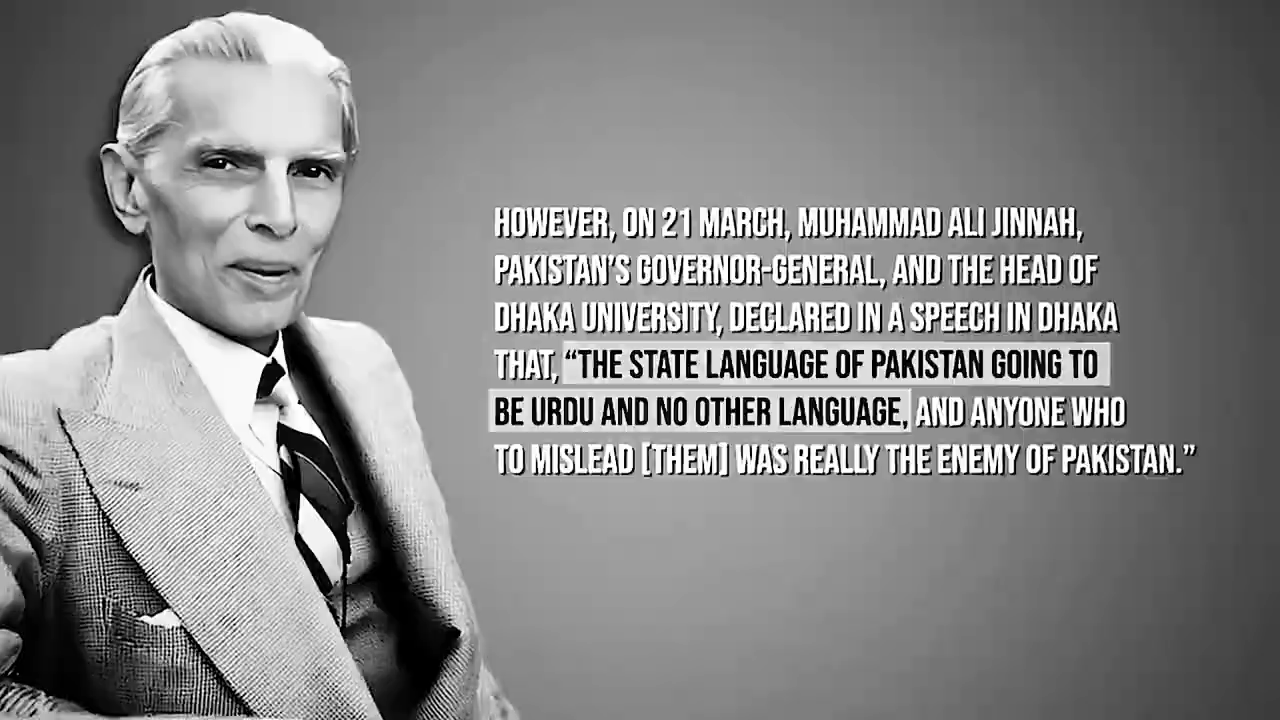 HOWEVER, ON 21 MARCH, MUHAMMAD ALI JINNAH,
PAKISTAN'S GOVERNOR-GENERAL, AND THE HEAD OF
DHAKA UNIVERSITY, DECLARED IN A SPEECH IN DHAKA
THAT, “THE STATE LANGUAGE OF PAKISTAN GOING TO
BE URDU AND NO OTHER LANGUAGE, AND ANYONE WHO
TO MISLEAD [THEM] WAS REALLY THE ENEMY OF PAKISTAN.”